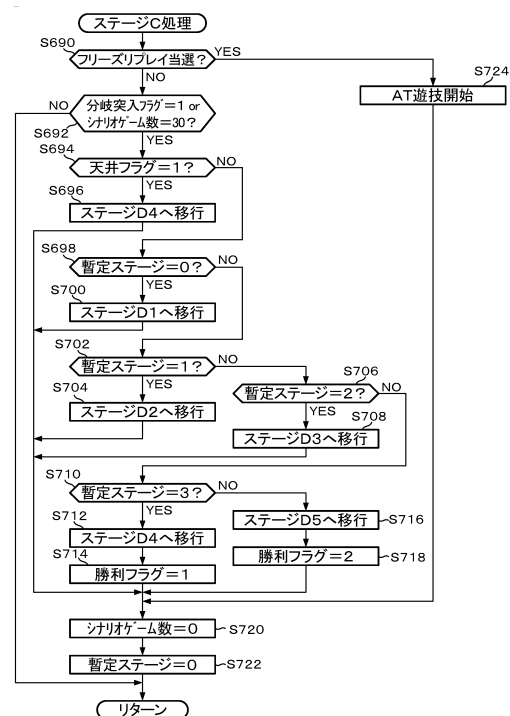 ステージC処理
S690
フリーズリプレイ当選？
YES
NO
S724
AT遊技開始
NO
分岐突入フラグ＝1 or
シナリオゲーム数＝30？
S692
YES
S694
天井フラグ＝1？
NO
YES
S696
ステージD4へ移行
S698
暫定ステージ＝0？
NO
YES
S700
ステージD1へ移行
S702
暫定ステージ＝1？
NO
YES
S706
暫定ステージ＝2？
NO
YES
S704
ステージD2へ移行
S708
ステージD3へ移行
S710
暫定ステージ＝3？
NO
YES
S712
ステージD4へ移行
ステージD5へ移行
S716
S714
勝利フラグ＝1
勝利フラグ＝2
S718
シナリオゲーム数＝0
S720
暫定ステージ＝0
S722
リターン